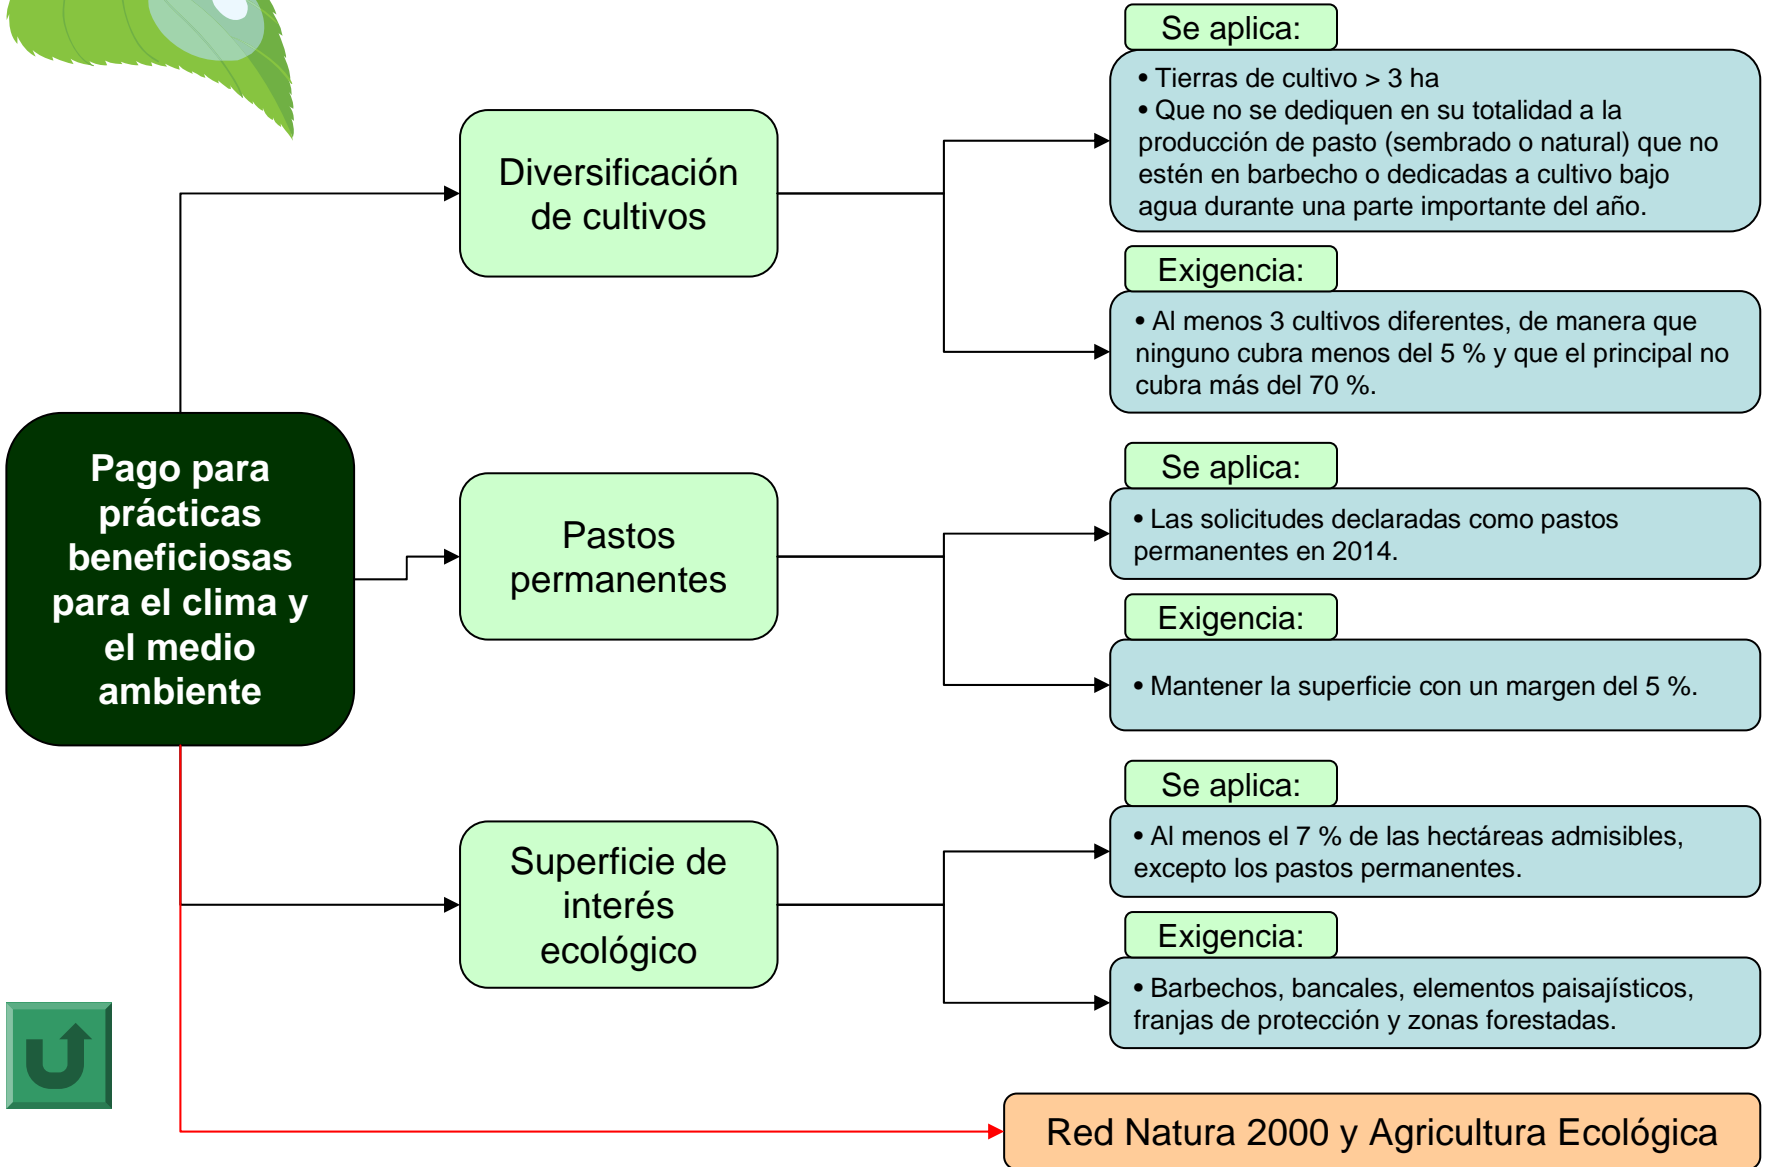 Se aplica:
• Tierras de cultivo > 3 ha
• Que no se dediquen en su totalidad a la
producción de pasto (sembrado o natural) que no
estén en barbecho o dedicadas a cultivo bajo
agua durante una parte importante del año.
Diversificación
de cultivos
Exigencia:
• Al menos 3 cultivos diferentes, de manera que
ninguno cubra menos del 5 % y que el principal no
cubra más del 70 %.
Pago para
prácticas
beneficiosas
para el clima y
el medio
ambiente
Se aplica:
• Las solicitudes declaradas como pastos
permanentes en 2014.
Pastos
permanentes
Exigencia:
• Mantener la superficie con un margen del 5 %.
Se aplica:
• Al menos el 7 % de las hectáreas admisibles,
excepto los pastos permanentes.
Superficie de
interés
ecológico
Exigencia:
• Barbechos, bancales, elementos paisajísticos,
franjas de protección y zonas forestadas.
Red Natura 2000 y Agricultura Ecológica